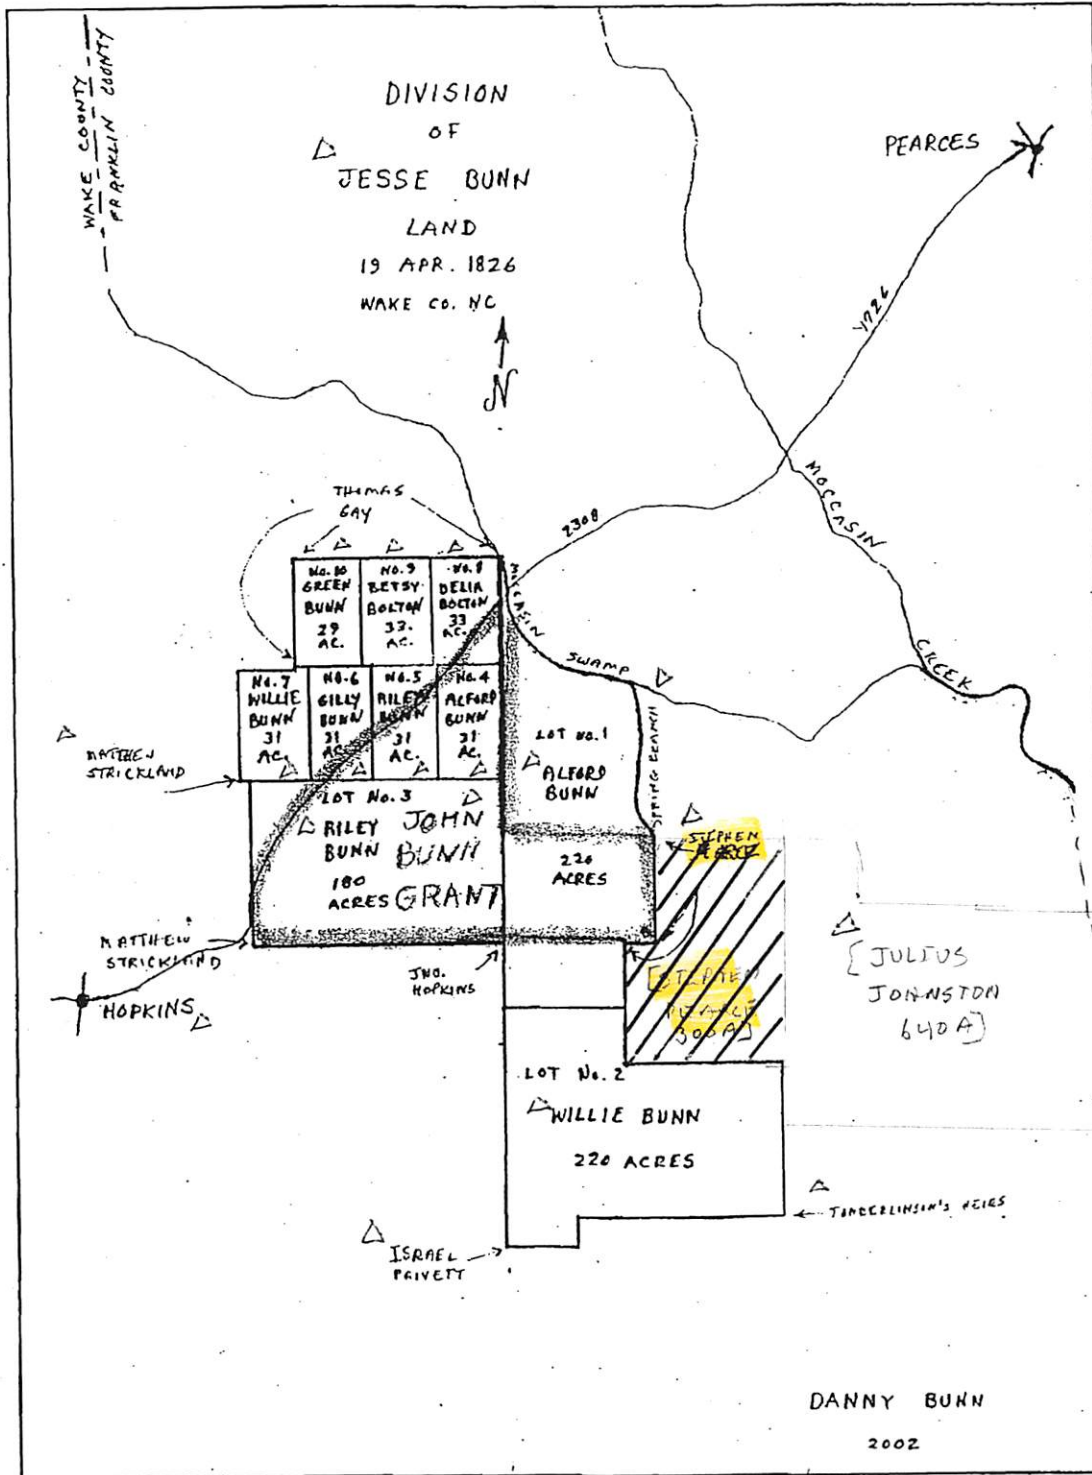 WAKE COUNTY
FRANKLIN COUNTY
DIVISION
OF
JESSE BUNN
LAND
19 APR. 1826
WAKE CO. NC
N
PEARCES
1726
2308
MOCCASIN
CREEK
THOMAS
GAY
NO. 10
GREEN
BUNN
29
AC.
NO. 9
BETSY
BOLTON
33.
AC.
NO. 8
DELIA
BOLTON
33
AC.
MOCCASIN
SWAMP
SPRING BRANCH
NO. 7
WILLIE
BUNN
31
AC.
NO. 6
GILLY
BUNN
31
AC.
NO. 5
RILEY
BUNN
31
AC.
NO. 4
ALFORD
BUNN
31
AC.
LOT NO. 1
ALFORD
BUNN
220
ACRES
MATTHEW
STRICKLAND
LOT NO. 3
RILEY
BUNN
180
ACRES
JOHN
BUNN
GRANT
STEPHEN
[STEPHEN
PEARCE
300A]
[JULIUS
JOHNSTON
640A]
MATTHEW
STRICKLAND
HOPKINS
JNO.
HOPKINS
LOT NO. 2
WILLIE BUNN
220 ACRES
HEIRS
ISRAEL
PRIVETT
DANNY BUNN
2002